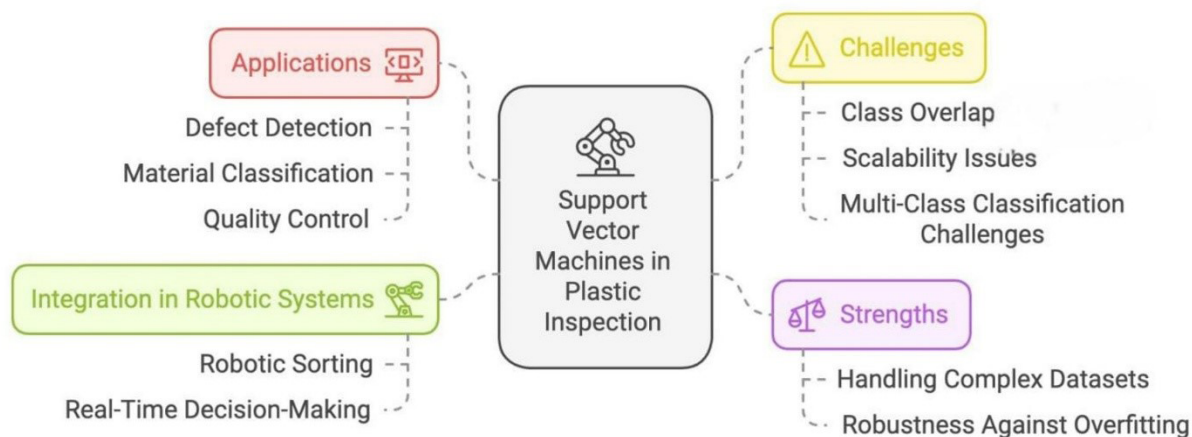 Applications
Defect Detection
Material Classification
Quality Control
Integration in Robotic Systems
Robotic Sorting
Real-Time Decision-Making
Support
Vector
Machines in
Plastic
Inspection
Challenges
Class Overlap
Scalability Issues
Multi-Class Classification
Challenges
Strengths
Handling Complex Datasets
Robustness Against Overfitting